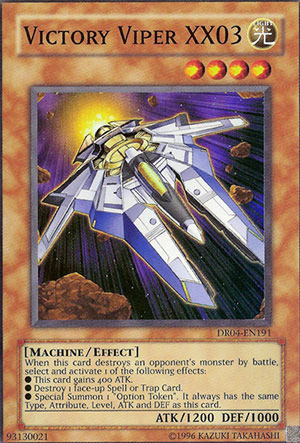 VICTORY VIPER XX03
LIGHT
光
DR04-EN191
[MACHINE/EFFECT]
When this card destroys an opponent's monster by battle,
select and activate 1 of the following effects:
●This card gains 400 ATK.
●Destroy 1 face-up Spell or Trap Card.
●Special Summon 1 "Option Token". It always has the same
Type, Attribute, Level, ATK and DEF as this card.
ATK/1200 DEF/1000
93130021
©1996 KAZUKI TAKAHASHI